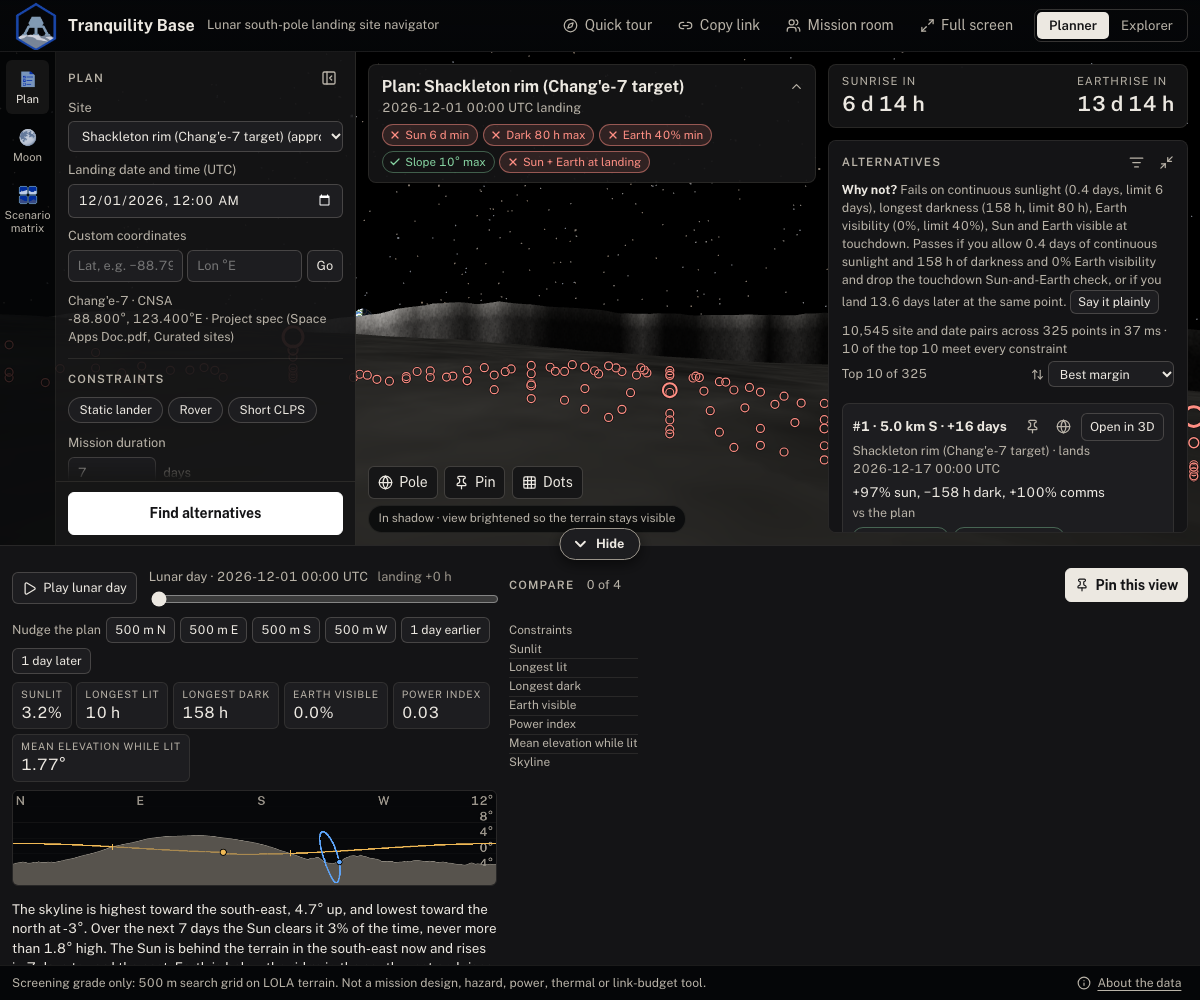 Tranquility Base
Lunar south-pole landing site navigator
Quick tour
Copy link
Mission room
Full screen
Planner
Explorer
Plan
Moon
Scenario
matrix
PLAN
Site
Shackleton rim (Chang'e-7 target) (appro
Landing date and time (UTC)
12/01/2026, 12:00 AM
Custom coordinates
Lat, e.g. −88.79
Lon °E
Go
Chang'e-7 · CNSA
-88.800°, 123.400°E · Project spec (Space
Apps Doc.pdf, Curated sites)
CONSTRAINTS
Static lander
Rover
Short CLPS
Mission duration
7 days
Find alternatives
Plan: Shackleton rim (Chang'e-7 target)
2026-12-01 00:00 UTC landing
Sun 6 d min
Dark 80 h max
Earth 40% min
Slope 10° max
Sun + Earth at landing
Pole
Pin
Dots
In shadow · view brightened so the terrain stays visible
Hide
SUNRISE IN
6 d 14 h
EARTHRISE IN
13 d 14 h
ALTERNATIVES
Why not? Fails on continuous sunlight (0.4 days, limit 6
days), longest darkness (158 h, limit 80 h), Earth
visibility (0%, limit 40%), Sun and Earth visible at
touchdown. Passes if you allow 0.4 days of continuous
sunlight and 158 h of darkness and 0% Earth visibility
and drop the touchdown Sun-and-Earth check, or if you
land 13.6 days later at the same point. Say it plainly
10,545 site and date pairs across 325 points in 37 ms ·
10 of the top 10 meet every constraint
Top 10 of 325
Best margin
#1 · 5.0 km S · +16 days
Open in 3D
Shackleton rim (Chang'e-7 target) · lands
2026-12-17 00:00 UTC
+97% sun, −158 h dark, +100% comms
vs the plan
Play lunar day
Lunar day · 2026-12-01 00:00 UTC landing +0 h
Nudge the plan
500 m N
500 m E
500 m S
500 m W
1 day earlier
1 day later
SUNLIT
3.2%
LONGEST LIT
10 h
LONGEST DARK
158 h
EARTH VISIBLE
0.0%
POWER INDEX
0.03
MEAN ELEVATION WHILE LIT
1.77°
N E S W 12°
8°
4°
0°
The skyline is highest toward the south-east, 4.7° up, and lowest toward the
north at -3°. Over the next 7 days the Sun clears it 3% of the time, never more
than 1.8° high. The Sun is behind the terrain in the south-east now and rises
COMPARE 0 of 4
Pin this view
Constraints
Sunlit
Longest lit
Longest dark
Earth visible
Power index
Mean elevation while lit
Skyline
Screening grade only: 500 m search grid on LOLA terrain. Not a mission design, hazard, power, thermal or link-budget tool.
About the data